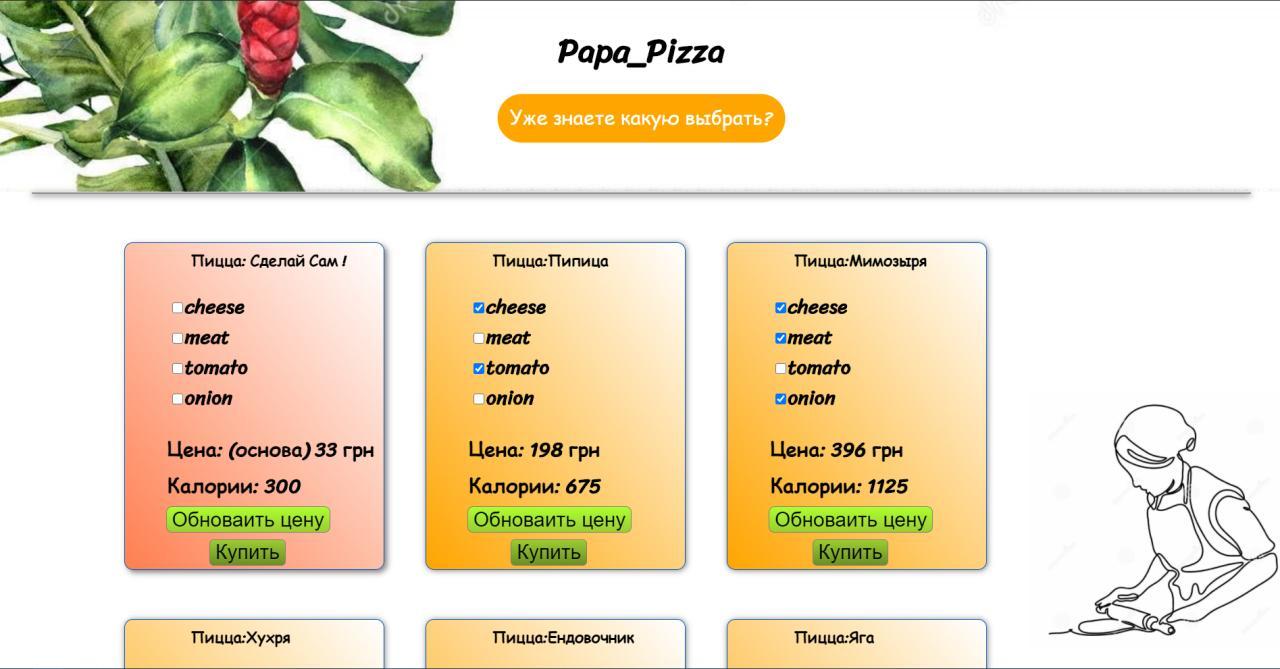 Papa_Pizza
Уже знаете какую выбрать?
Пицца: Сделай Сам !
cheese
meat
tomato
onion
Цена: (основа) 33 грн
Калории: 300
Обноваить цену
Купить
Пицца:Пипица
cheese
meat
tomato
onion
Цена: 198 грн
Калории: 675
Обноваить цену
Купить
Пицца:Мимозыря
cheese
meat
tomato
onion
Цена: 396 грн
Калории: 1125
Обноваить цену
Купить
Пицца:Хухря
Пицца:Ендовочник
Пицца:Яга